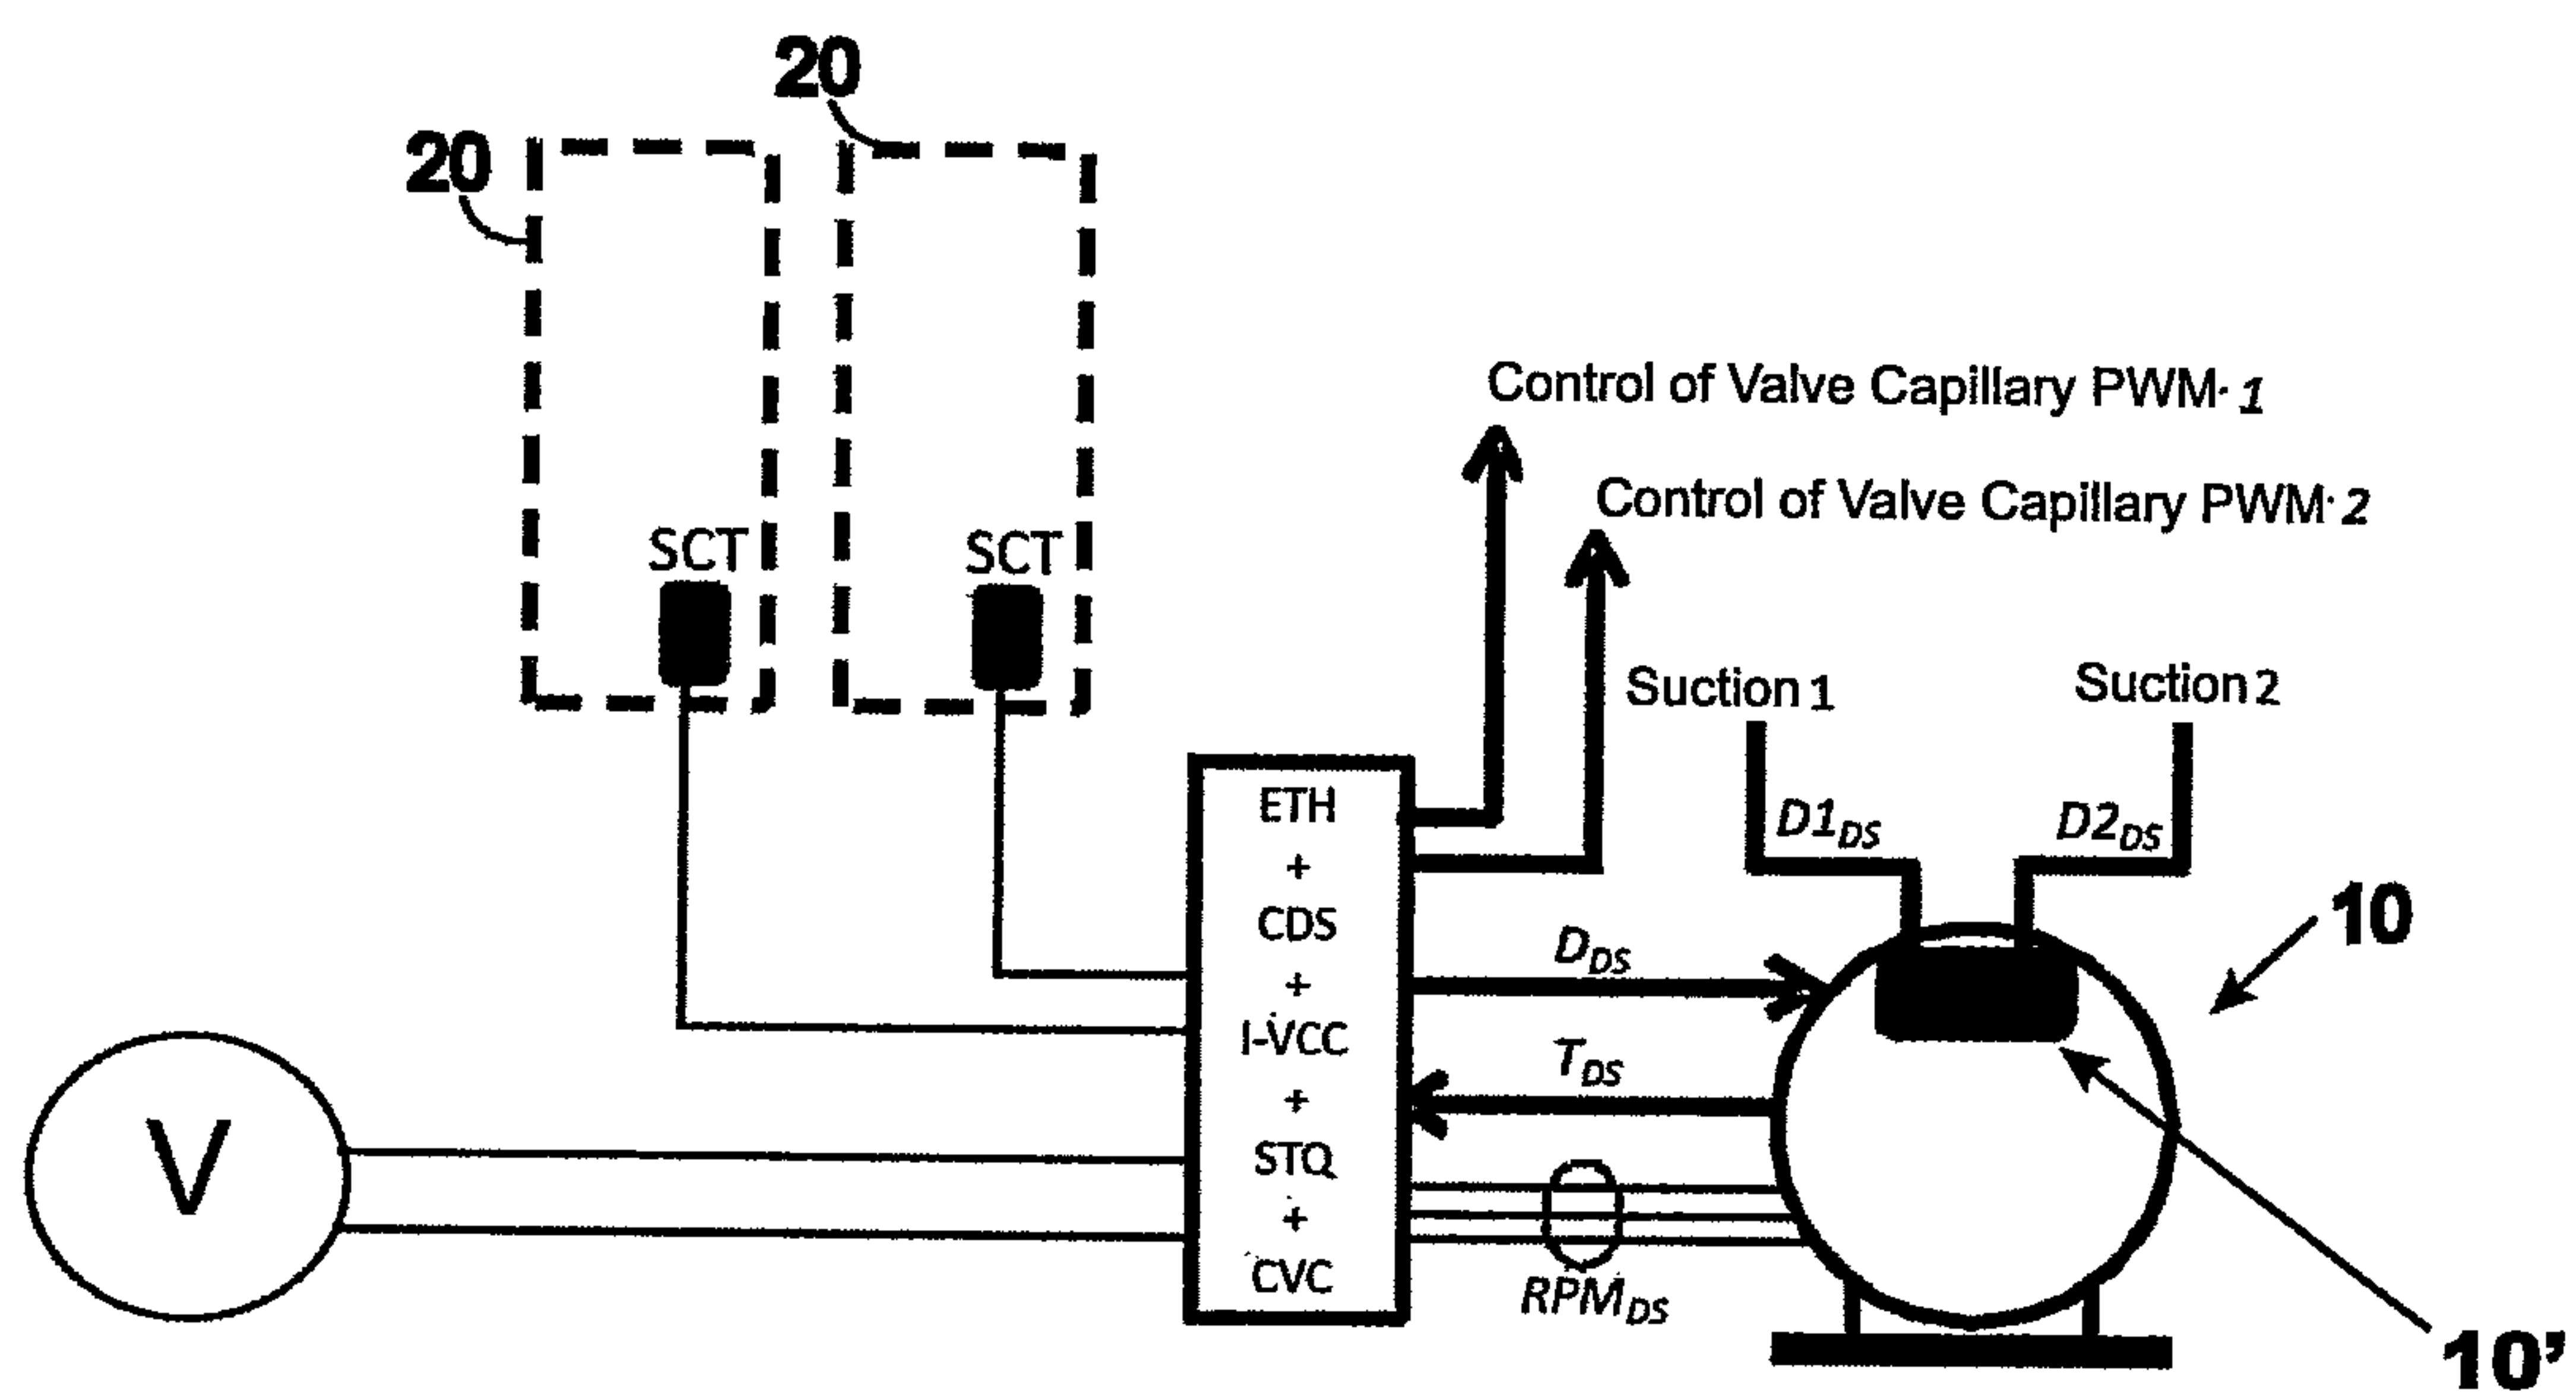 20
20
Control of Valve Capillary PWM· 1
Control of Valve Capillary PWM· 2
SCT
SCT
Suction 1
Suction 2
ETH
+
CDS
+
I-VCC
+
STQ
+
CVC
D1DS
D2DS
10
DDS
TDS
V
RPMDS
10’